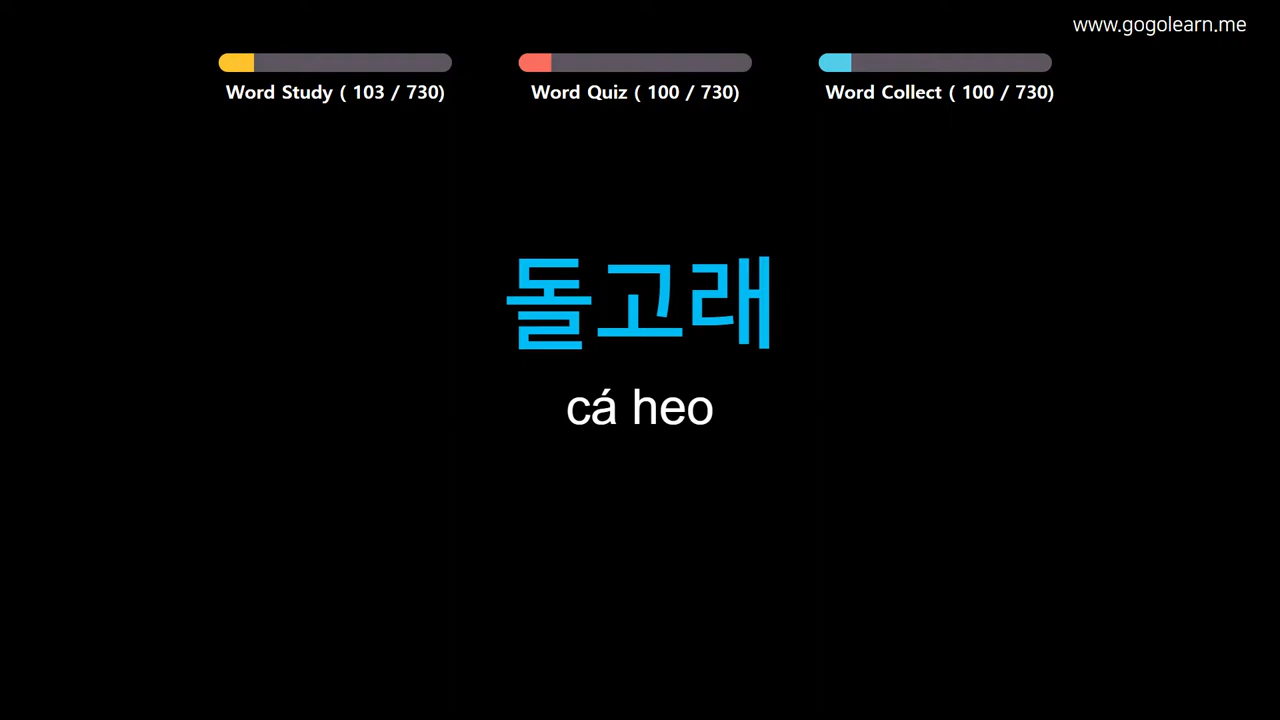 www.gogolearn.me
Word Study ( 103 / 730)
Word Quiz ( 100 / 730)
Word Collect ( 100 / 730)
돌고래
cá heo